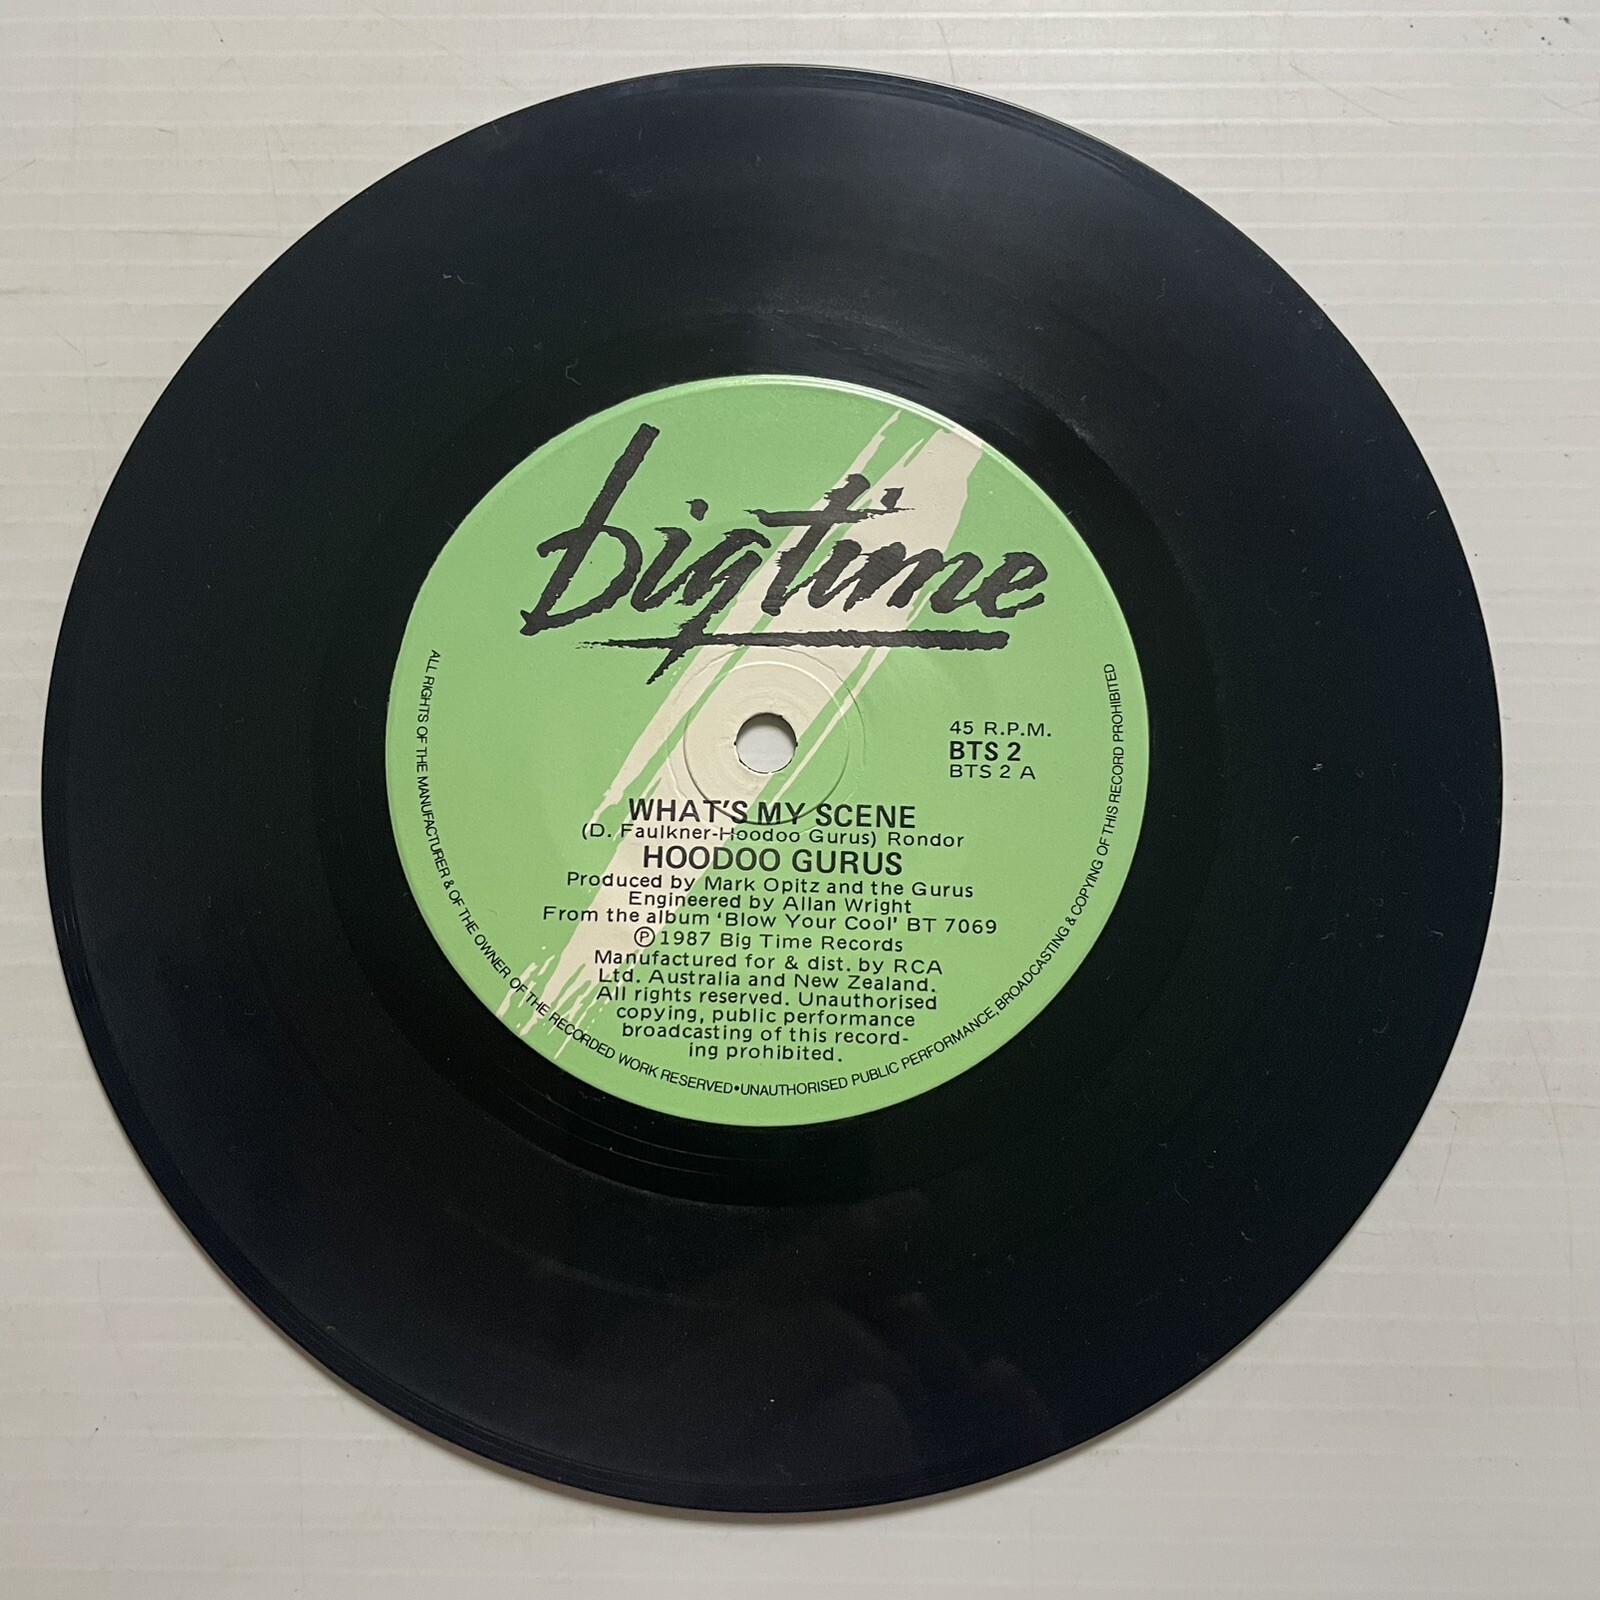 bigtime
45 R.P.M.
BTS 2
BTS 2 A
WHAT'S MY SCENE
(D. Faulkner-Hoodoo Gurus) Rondor
HOODOO GURUS
Produced by Mark Opitz and the Gurus
Engineered by Allan Wright
From the album ‘Blow Your Cool’ BT 7069
Ⓟ 1987 Big Time Records
Manufactured for & dist. by RCA
Ltd. Australia and New Zealand.
All rights reserved. Unauthorised
copying, public performance
broadcasting of this record-
ing prohibited.
ALL RIGHTS OF THE MANUFACTURER & OF THE OWNER OF THE RECORDED WORK RESERVED•UNAUTHORISED PUBLIC PERFORMANCE, BROADCASTING & COPYING OF THIS RECORD PROHIBITED